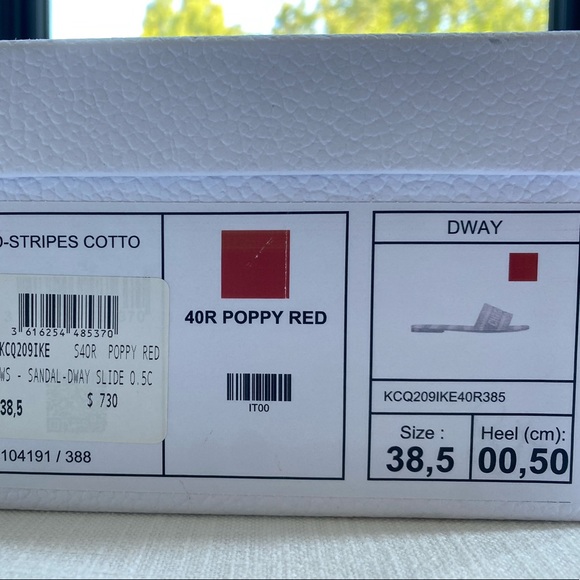 D-STRIPES COTTO
3 616254 485370
KCQ209IKE S40R POPPY RED
WS - SANDAL-DWAY SLIDE 0.5C
38,5 $ 730
104191 / 388
40R POPPY RED
IT00
DWAY
KCQ209IKE40R385
Size : Heel (cm):
38,5 00,50